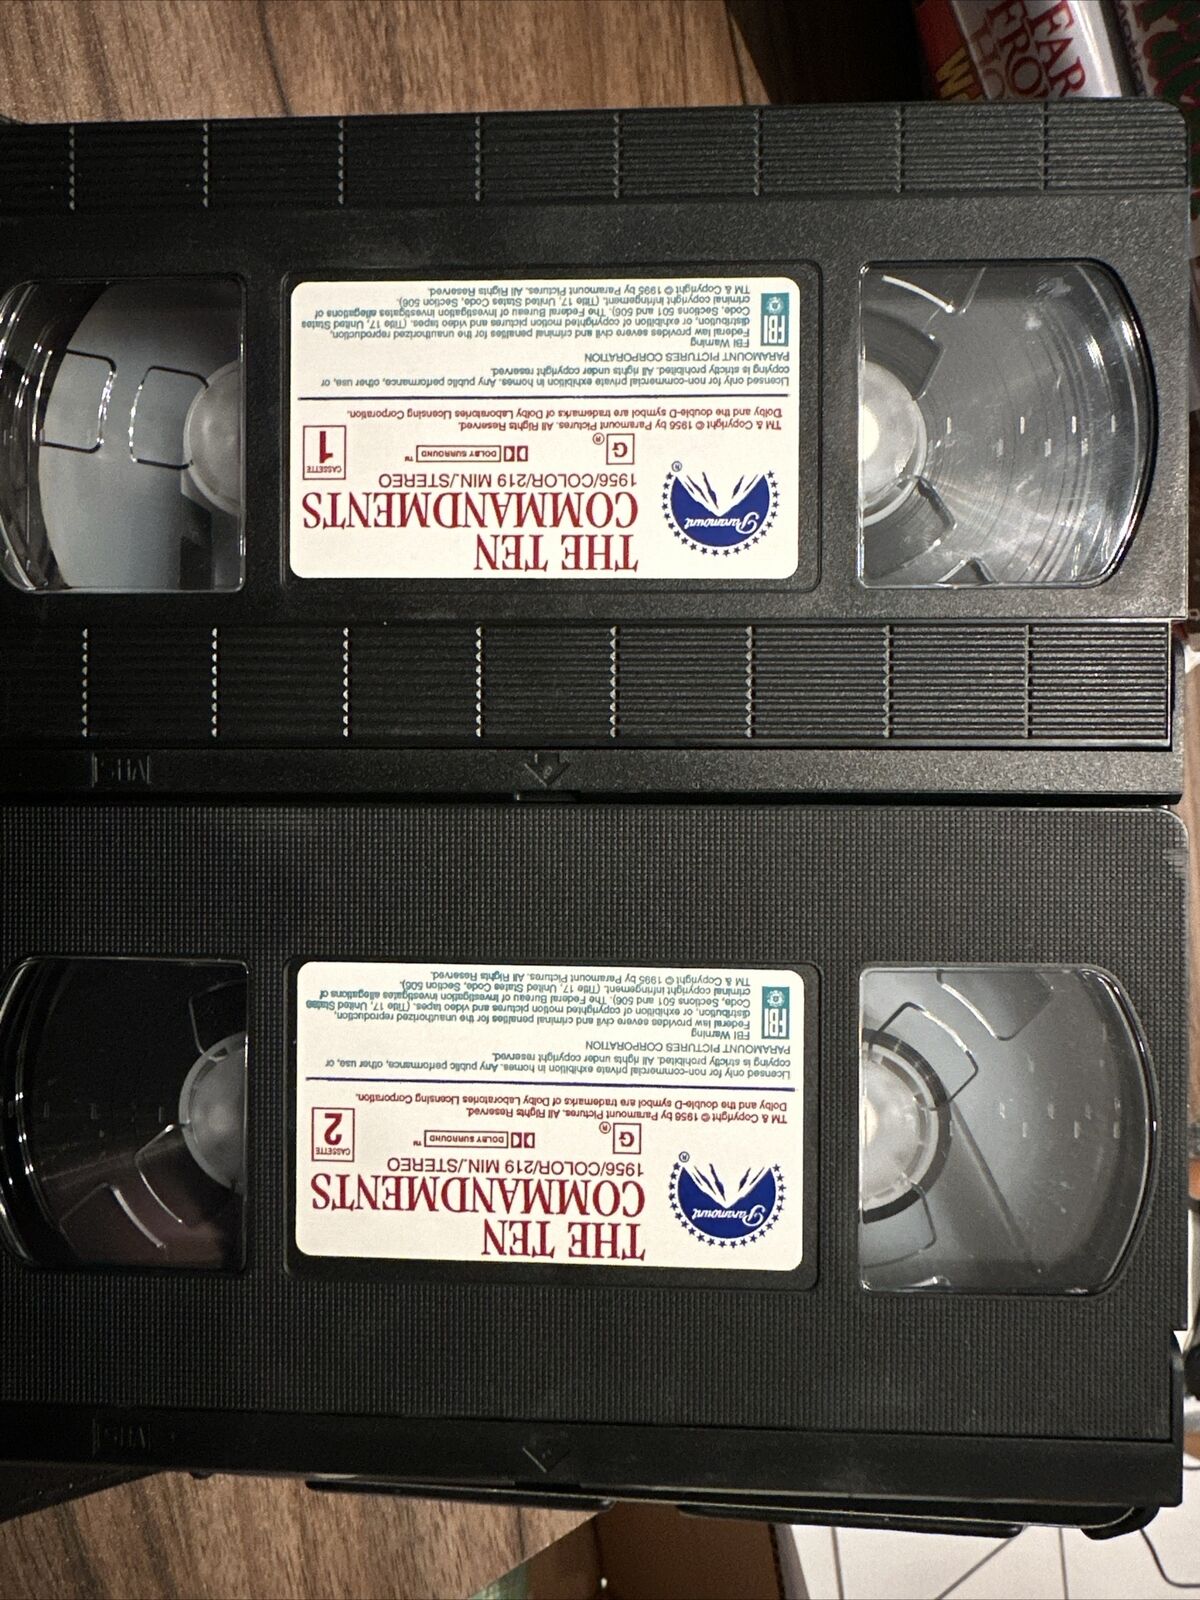 THE TEN
COMMANDMENTS
1956/COLOR/219 MIN./STEREO
Paramount
®
G ®
DOLBY SURROUND ™
CASSETTE
1
TM & Copyright © 1956 by Paramount Pictures. All Rights Reserved.
Dolby and the double-D symbol are trademarks of Dolby Laboratories Licensing Corporation.
Licensed only for non-commercial private exhibition in homes. Any public performance, other use, or
copying is strictly prohibited. All rights under copyright reserved.
PARAMOUNT PICTURES CORPORATION
FBI
FBI Warning
Federal law provides severe civil and criminal penalties for the unauthorized reproduction,
distribution, or exhibition of copyrighted motion pictures and video tapes. (Title 17, United States
Code, Sections 501 and 506). The Federal Bureau of Investigation investigates allegations of
criminal copyright infringement. (Title 17, United States Code, Section 506).
TM & Copyright © 1995 by Paramount Pictures. All Rights Reserved.
VHS
THE TEN
COMMANDMENTS
1956/COLOR/219 MIN./STEREO
Paramount
®
G ®
DOLBY SURROUND ™
CASSETTE
2
TM & Copyright © 1956 by Paramount Pictures. All Rights Reserved.
Dolby and the double-D symbol are trademarks of Dolby Laboratories Licensing Corporation.
Licensed only for non-commercial private exhibition in homes. Any public performance, other use, or
copying is strictly prohibited. All rights under copyright reserved.
PARAMOUNT PICTURES CORPORATION
FBI
FBI Warning
Federal law provides severe civil and criminal penalties for the unauthorized reproduction,
distribution, or exhibition of copyrighted motion pictures and video tapes. (Title 17, United States
Code, Sections 501 and 506). The Federal Bureau of Investigation investigates allegations of
criminal copyright infringement. (Title 17, United States Code, Section 506).
TM & Copyright © 1995 by Paramount Pictures. All Rights Reserved.
VHS
FAR
FRO